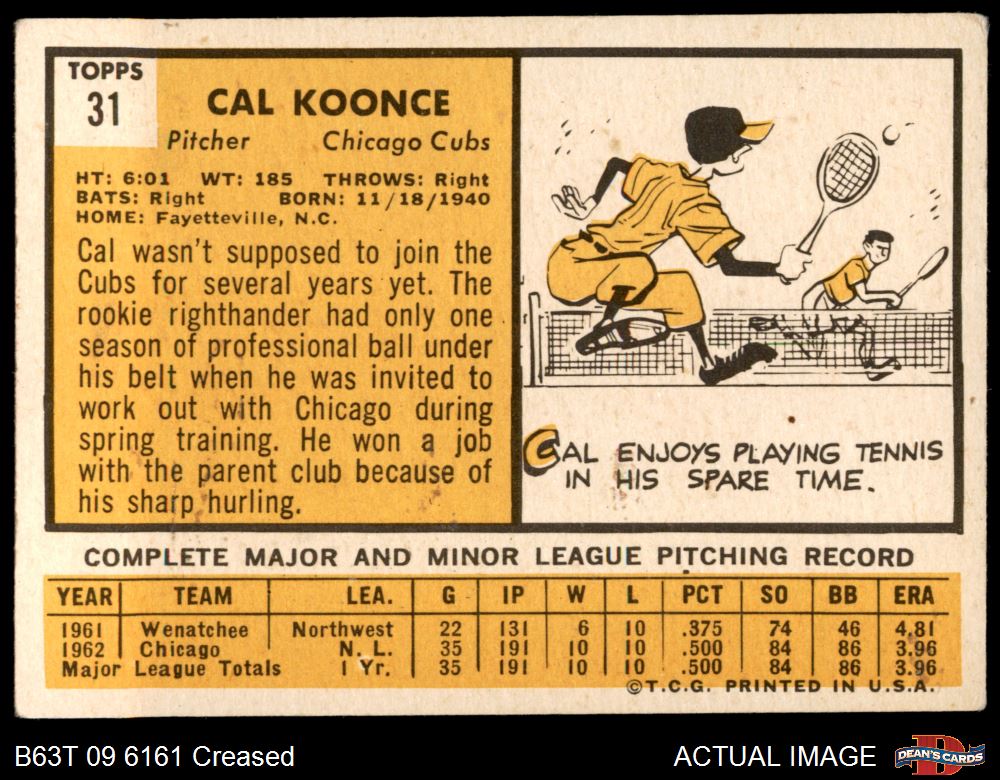 TOPPS
31
CAL KOONCE
Pitcher Chicago Cubs
HT: 6:01 WT: 185 THROWS: Right
BATS: Right BORN: 11/18/1940
HOME: Fayetteville, N.C.
Cal wasn't supposed to join the
Cubs for several years yet. The
rookie righthander had only one
season of professional ball under
his belt when he was invited to
work out with Chicago during
spring training. He won a job
with the parent club because of
his sharp hurling.
CAL ENJOYS PLAYING TENNIS
IN HIS SPARE TIME.
COMPLETE MAJOR AND MINOR LEAGUE PITCHING RECORD
YEAR TEAM LEA. G IP W L PCT SO BB ERA
1961 Wenatchee Northwest 22 131 6 10 .375 74 46 4.81
1962 Chicago N. L. 35 191 10 10 .500 84 86 3.96
Major League Totals 1 Yr. 35 191 10 10 .500 84 86 3.96
©T.C.G. PRINTED IN U.S.A.
B63T 09 6161 Creased ACTUAL IMAGE
DEAN'S CARDS